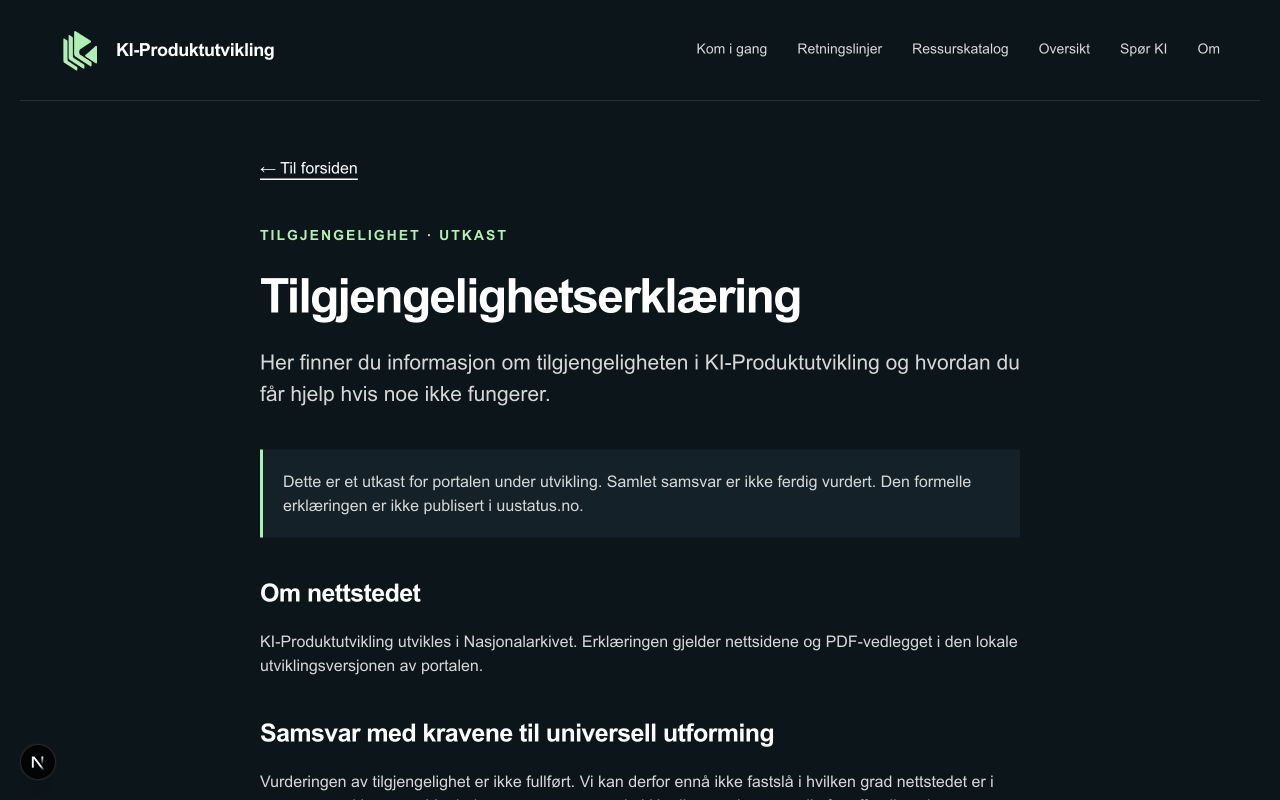 KI-Produktutvikling
Kom i gang
Retningslinjer
Ressurskatalog
Oversikt
Spør KI
Om
← Til forsiden
TILGJENGELIGHET · UTKAST
Tilgjengelighetserklæring
Her finner du informasjon om tilgjengeligheten i KI-Produktutvikling og hvordan du
får hjelp hvis noe ikke fungerer.
Dette er et utkast for portalen under utvikling. Samlet samsvar er ikke ferdig vurdert. Den formelle
erklæringen er ikke publisert i uustatus.no.
Om nettstedet
KI-Produktutvikling utvikles i Nasjonalarkivet. Erklæringen gjelder nettsidene og PDF-vedlegget i den lokale
utviklingsversjonen av portalen.
Samsvar med kravene til universell utforming
N
Vurderingen av tilgjengelighet er ikke fullført. Vi kan derfor ennå ikke fastslå i hvilken grad nettstedet er i